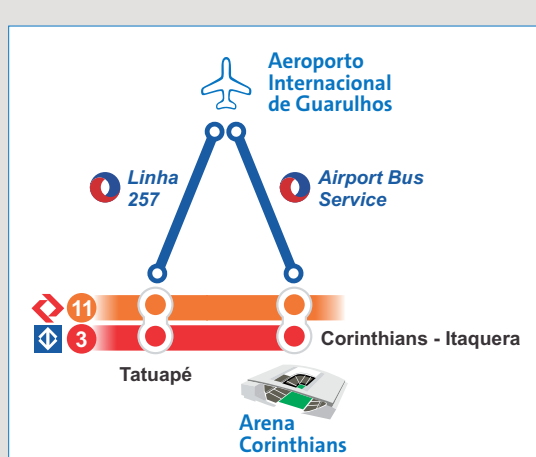 Aeroporto
Internacional
de Guarulhos
Linha
257
Airport Bus
Service
11
3
Corinthians - Itaquera
Tatuapé
Arena
Corinthians